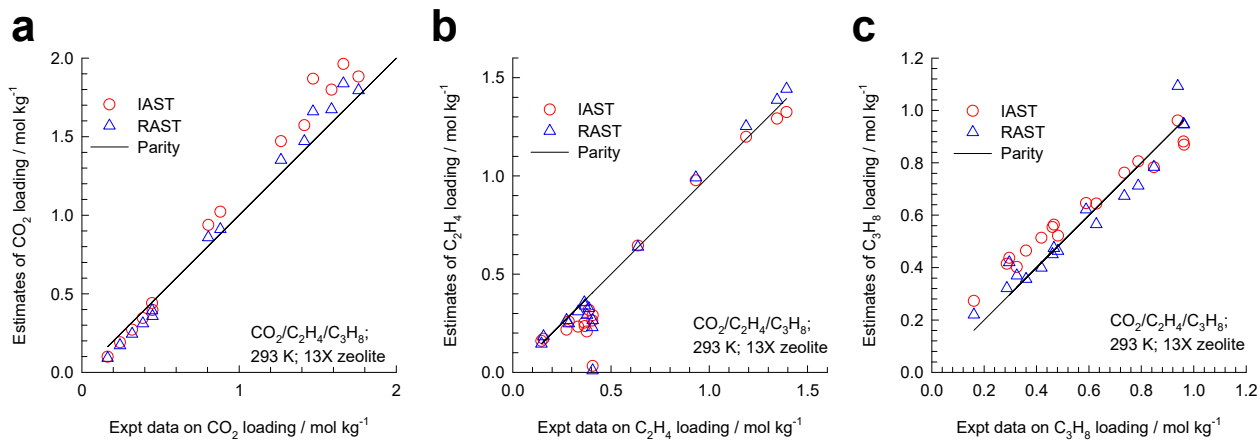 a
Estimates of CO2 loading / mol kg-1
2.0
1.5
1.0
0.5
0.0
IAST
RAST
Parity
CO2/C2H4/C3H8;
293 K; 13X zeolite
0
1
2
Expt data on CO2 loading / mol kg-1
b
Estimates of C2H4 loading / mol kg-1
1.5
1.0
0.5
0.0
IAST
RAST
Parity
CO2/C2H4/C3H8;
293 K; 13X zeolite
0.0
0.5
1.0
1.5
Expt data on C2H4 loading / mol kg-1
c
Estimates of C3H8 loading / mol kg-1
1.2
1.0
0.8
0.6
0.4
0.2
0.0
IAST
RAST
Parity
CO2/C2H4/C3H8;
293 K; 13X zeolite
0.0
0.2
0.4
0.6
0.8
1.0
1.2
Expt data on C3H8 loading / mol kg-1